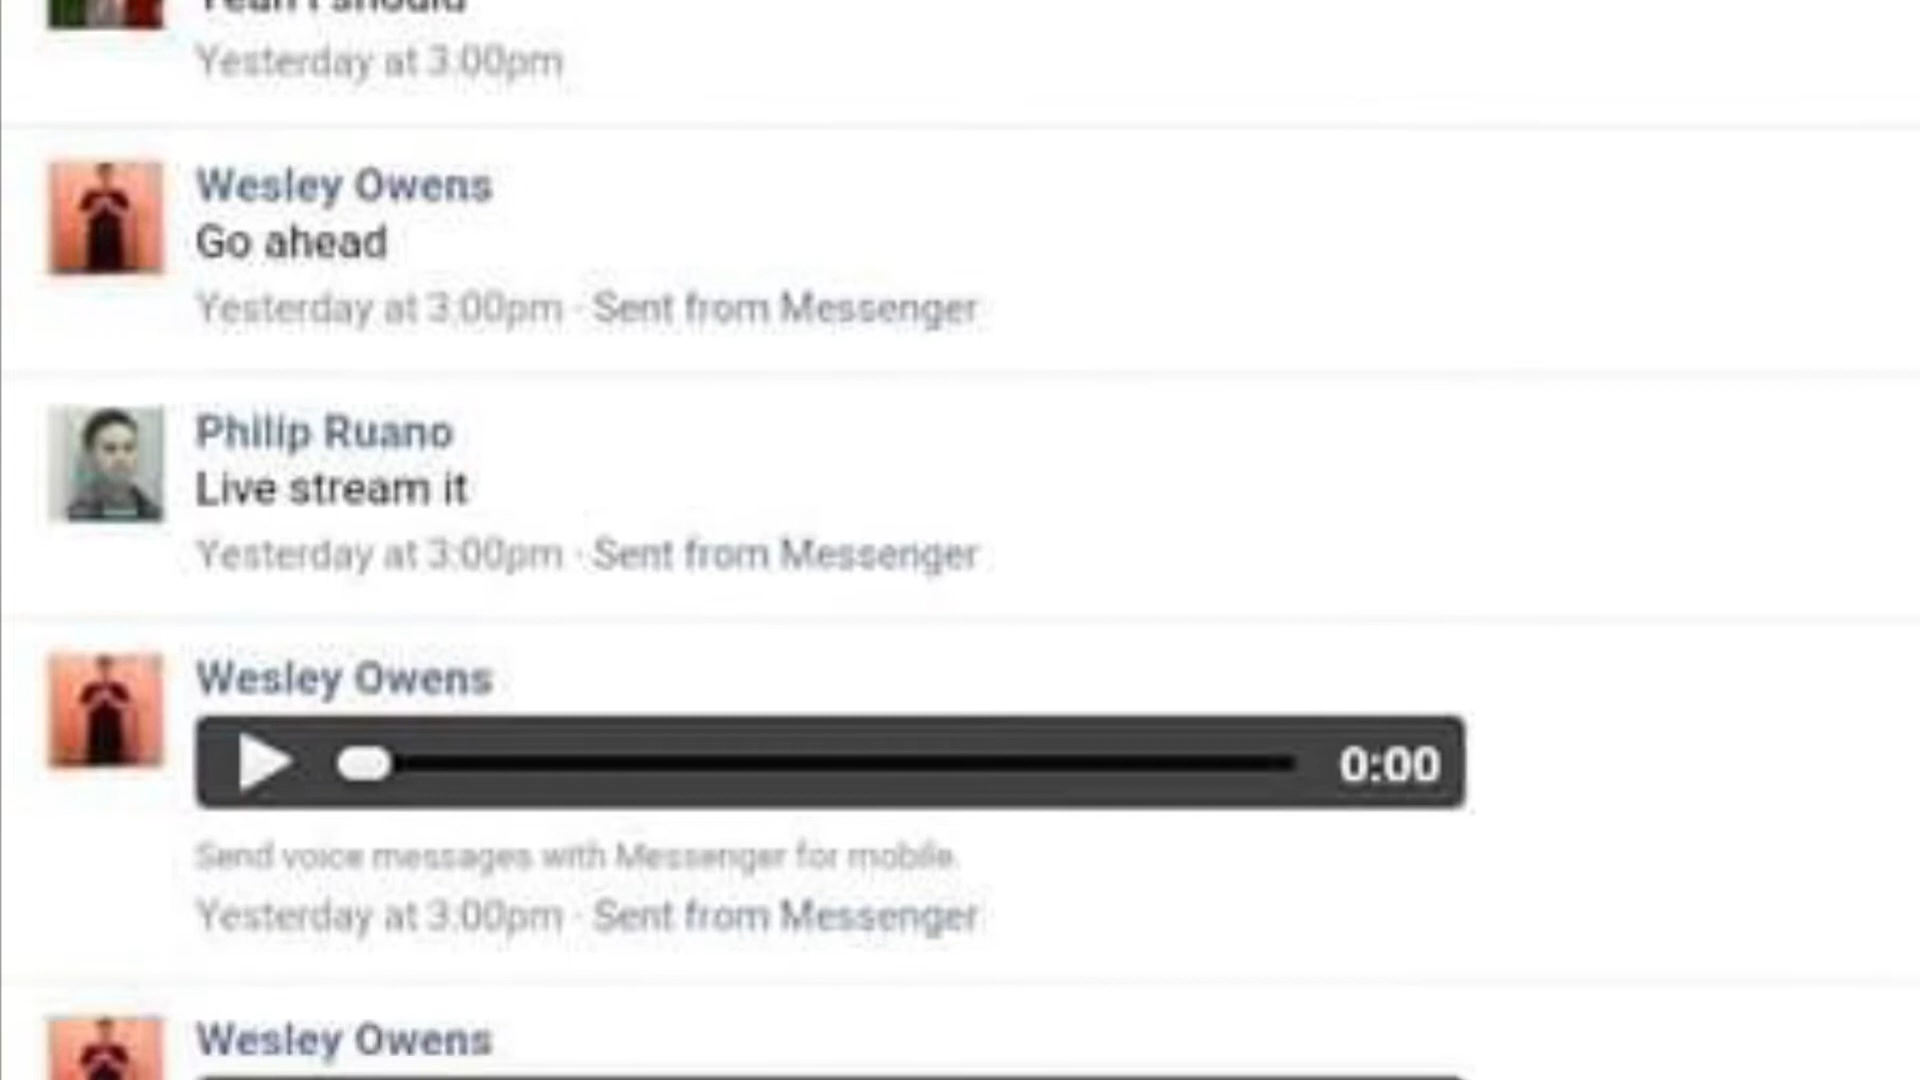 Yeah I should
Yesterday at 3:00pm
Wesley Owens
Go ahead
Yesterday at 3:00pm · Sent from Messenger
Philip Ruano
Live stream it
Yesterday at 3:00pm · Sent from Messenger
Wesley Owens
0:00
Send voice messages with Messenger for mobile.
Yesterday at 3:00pm · Sent from Messenger
Wesley Owens